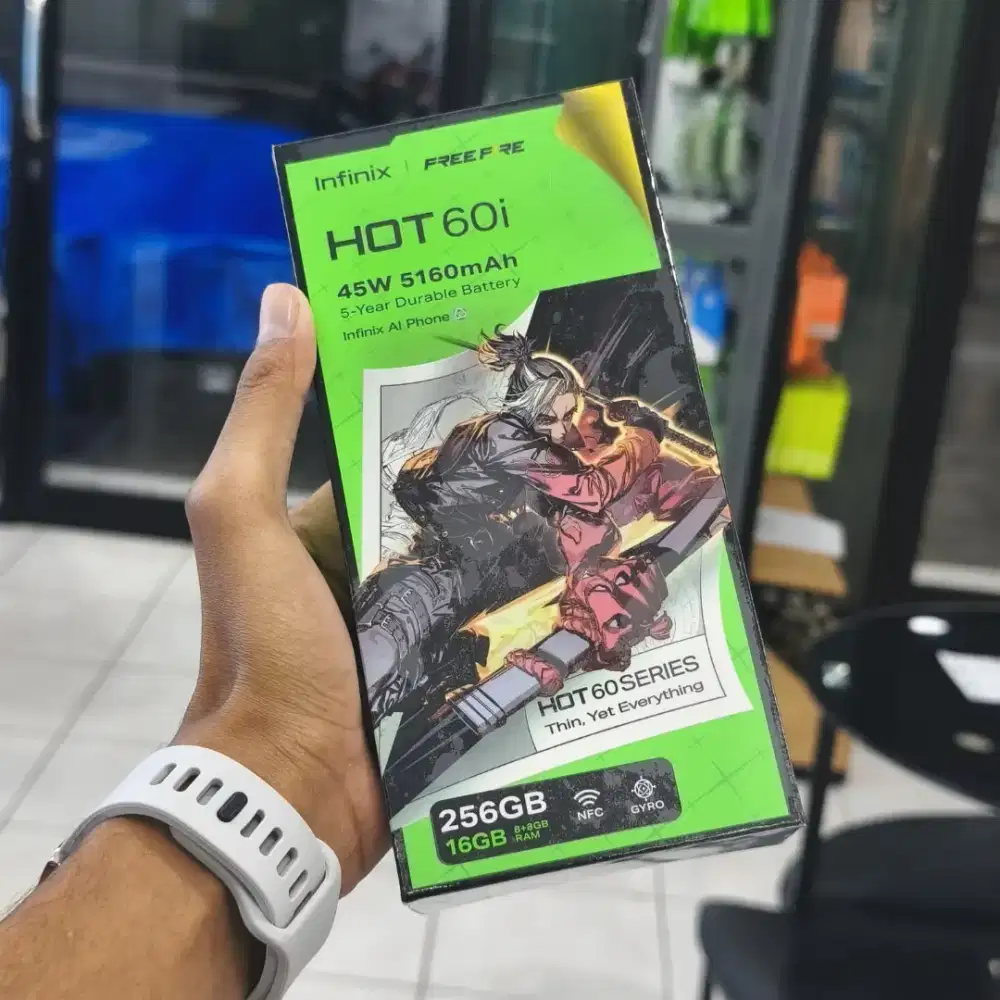 Infinix | FREE FIRE
HOT 60i
45W 5160mAh
5-Year Durable Battery
Infinix AI Phone
HOT 60 SERIES
Thin, Yet Everything
256GB
16GB 8+8GB RAM
NFC
GYRO